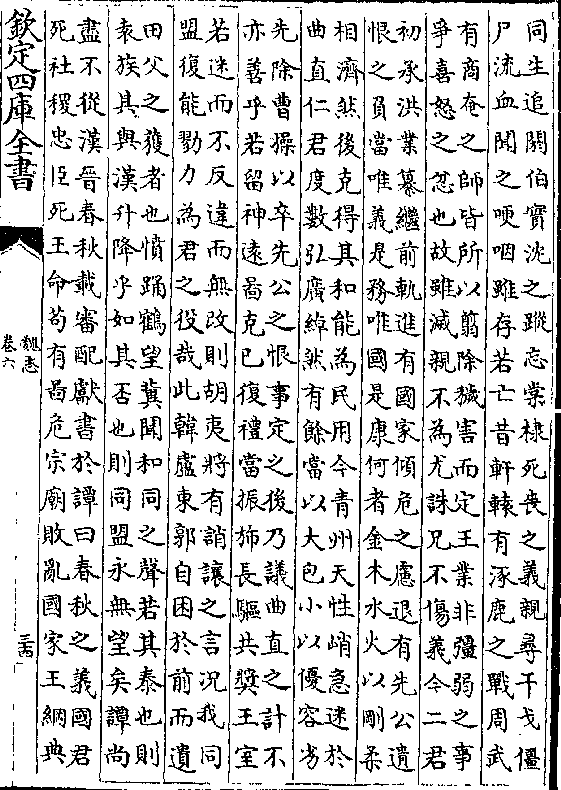 同生追閼伯實沈之蹤忘棠棣死喪之義親尋干戈僵
尸流血聞之哽咽雖存若亡昔軒轅有涿鹿之戰周武
有商奄之師皆所以翦除穢害而定王業非彊弱之事
爭喜怒之忿也故雖滅親不為尤誅兄不傷義今二君
初承洪業纂繼前軌進有國家傾危之慮退有先公遺
恨之負當唯義是務唯國是康何者金木水火以剛柔
相濟然後克得其和能為民用今青州天性峭急迷於
曲直仁君度數弘廣綽然有餘當以大包小以優容劣
先除曹操以卒先公之恨事定之後乃議曲直之計不
亦善乎若留神遠啚克已復禮當振斾長驅共奬王室
若迷而不反違而無改則胡夷將有誚讓之言況我同
盟復能勠力為君之役哉此韓盧東郭自困於前而遺
田父之獲者也憤踊鶴望冀聞和同之聲若其泰也則
袁族其與漢升降乎如其否也則同盟永無望矣譚尚
盡不從漢晉春秋載審配獻書於譚曰春秋之義國君
死社稷忠臣死王命苟有啚危宗廟敗亂國家王綱典
欽定四庫全書
魏志
卷六
三四